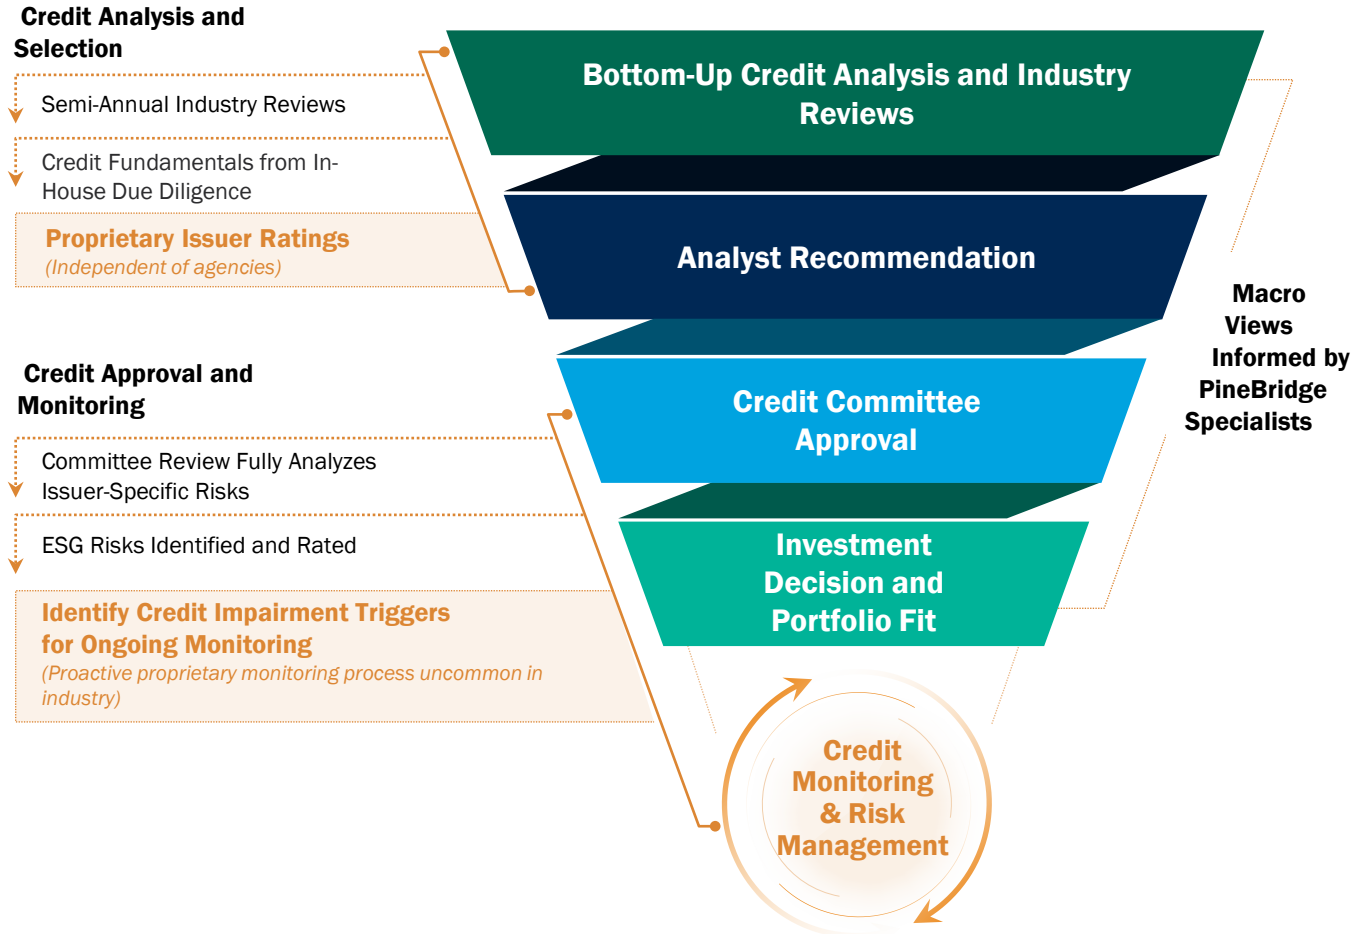 Credit Analysis and
Selection
Semi-Annual Industry Reviews
Credit Fundamentals from In-
House Due Diligence
Proprietary Issuer Ratings
(Independent of agencies)
Credit Approval and
Monitoring
Committee Review Fully Analyzes
Issuer-Specific Risks
ESG Risks Identified and Rated
Identify Credit Impairment Triggers
for Ongoing Monitoring
(Proactive proprietary monitoring process uncommon in
industry)
Bottom-Up Credit Analysis and Industry
Reviews
Analyst Recommendation
Credit Committee
Approval
Investment
Decision and
Portfolio Fit
Credit
Monitoring
& Risk
Management
Macro
Views
Informed by
PineBridge
Specialists